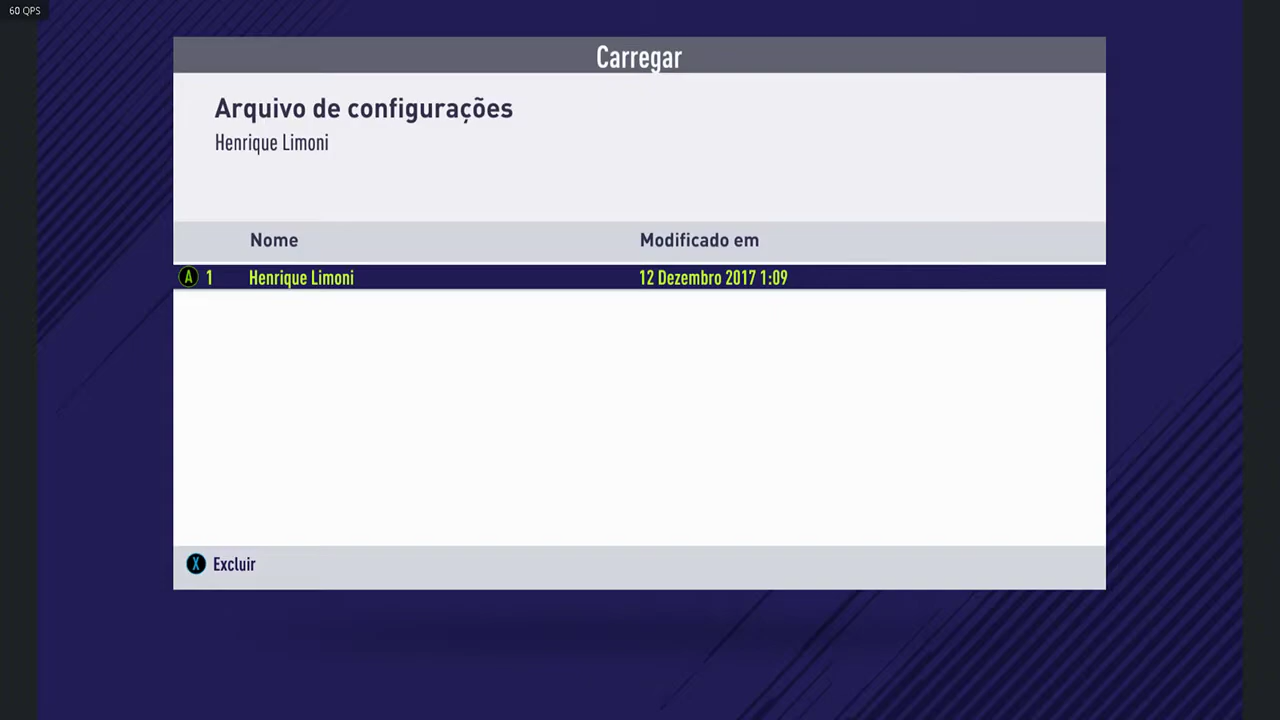 60 QPS
Carregar
Arquivo de configurações
Henrique Limoni
Nome Modificado em
A 1 Henrique Limoni 12 Dezembro 2017 1:09
X Excluir